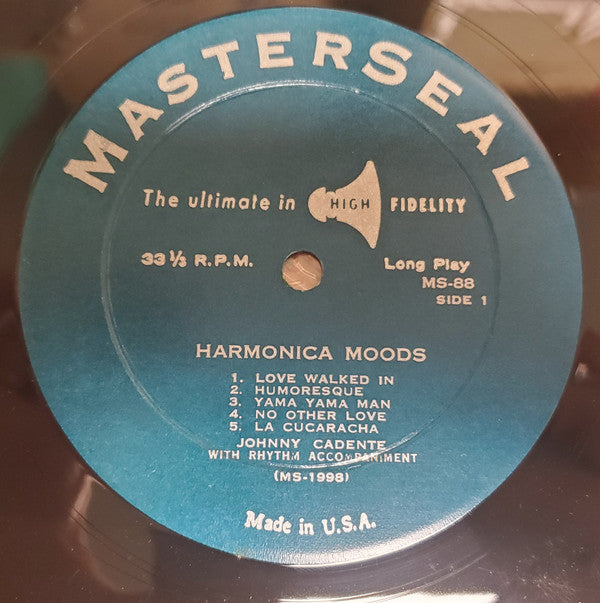 MASTERSEAL
The ultimate in HIGH FIDELITY
33 1/3 R.P.M. Long Play
MS-88
SIDE 1
HARMONICA MOODS
1. LOVE WALKED IN
2. HUMORESQUE
3. YAMA YAMA MAN
4. NO OTHER LOVE
5. LA CUCARACHA
JOHNNY CADENTE
WITH RHYTHM ACCOMPANIMENT
(MS-1998)
Made in U.S.A.